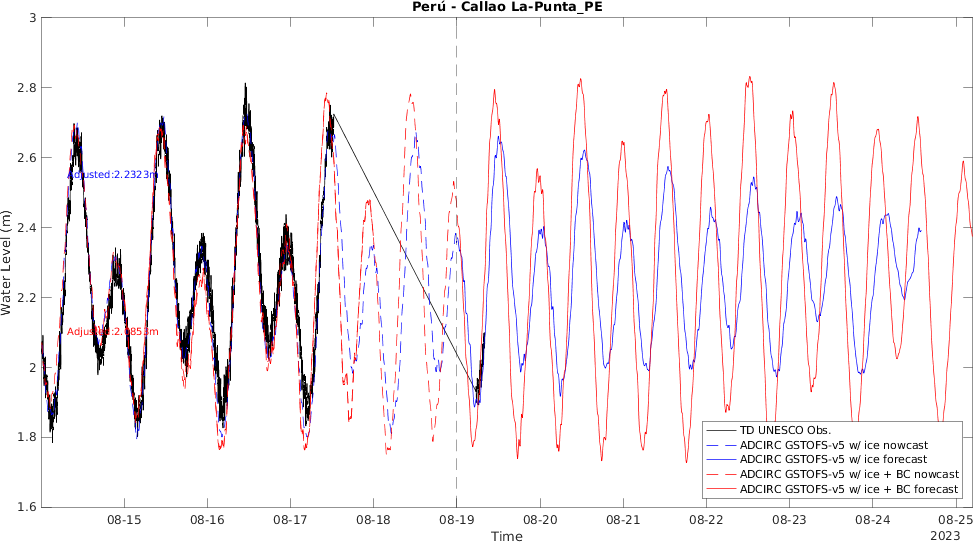 Perú - Callao La-Punta_PE
3
2.8
2.6
2.4
2.2
2
1.8
1.6
Water Level (m)
Adjusted:2.2323m
08-15
08-16
08-17
08-18
08-19
08-20
08-21
08-22
08-23
08-24
08-25
2023
Time
TD UNESCO Obs.
ADCIRC GSTOFS-v5 w/ ice nowcast
ADCIRC GSTOFS-v5 w/ ice forecast
ADCIRC GSTOFS-v5 w/ ice + BC nowcast
ADCIRC GSTOFS-v5 w/ ice + BC forecast